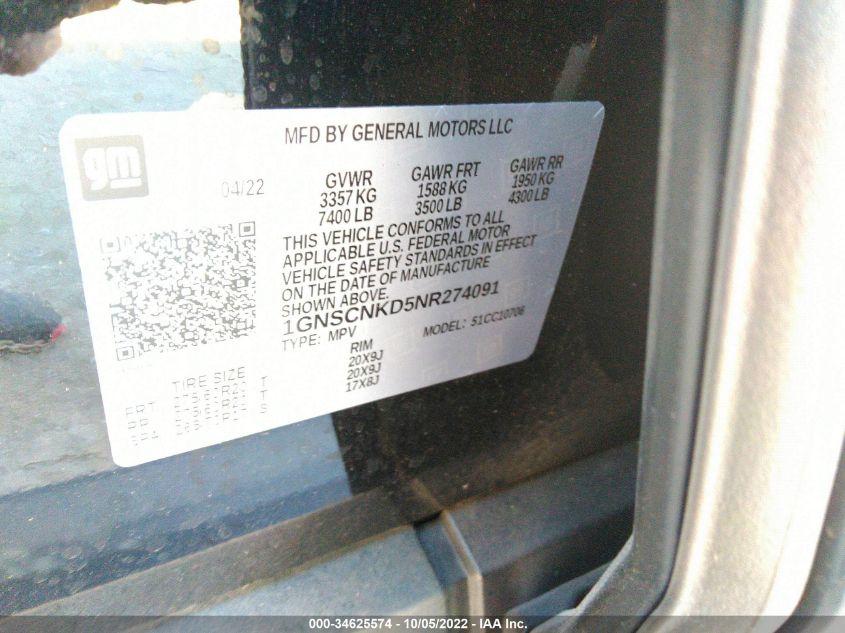 MFD BY GENERAL MOTORS LLC
gm
04/22
GVWR GAWR FRT GAWR RR
3357 KG 1588 KG 1950 KG
7400 LB 3500 LB 4300 LB
THIS VEHICLE CONFORMS TO ALL
APPLICABLE U.S. FEDERAL MOTOR
VEHICLE SAFETY STANDARDS IN EFFECT
ON THE DATE OF MANUFACTURE
SHOWN ABOVE.
1GNSCNKD5NR274091
TYPE: MPV MODEL: 51CC10706
TIRE SIZE RIM
FRT 20X9J
RR 20X9J
SPA 17X8J
000-34625574 / 10/05/2022 - IAA Inc.